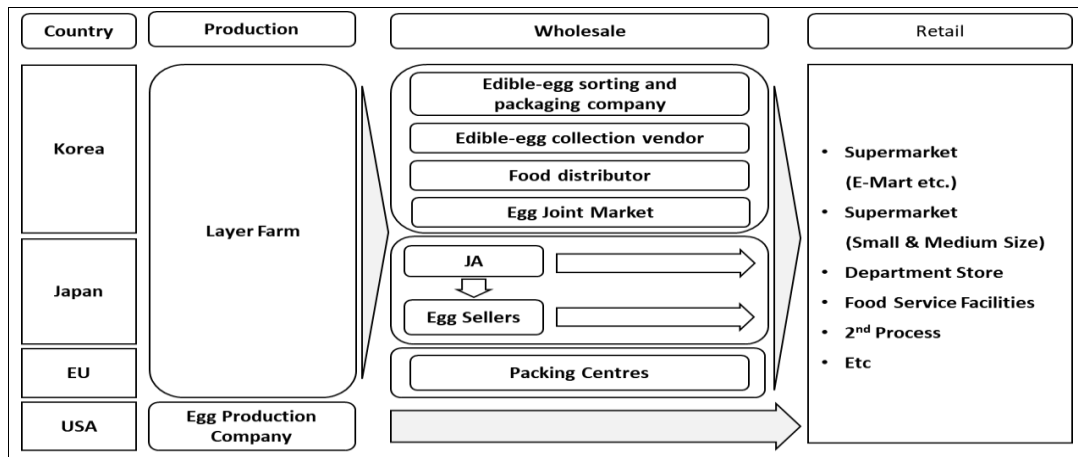 Country
Production
Wholesale
Retail
Korea
Japan
EU
USA
Layer Farm
Egg Production
Company
Edible-egg sorting and
packaging company
Edible-egg collection vendor
Food distributor
Egg Joint Market
JA
Egg Sellers
Packing Centres
• Supermarket
(E-Mart etc.)
• Supermarket
(Small & Medium Size)
• Department Store
• Food Service Facilities
• 2nd Process
• Etc